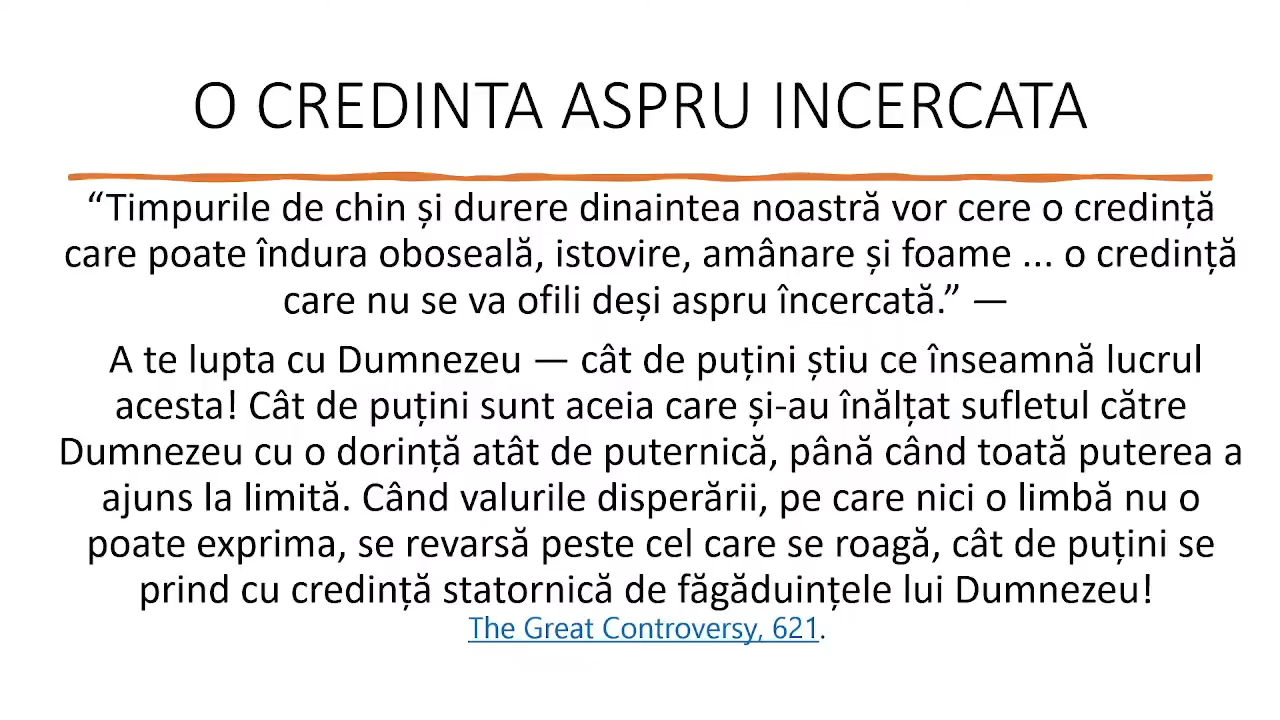 O CREDINTA ASPRU INCERCATA
“Timpurile de chin și durere dinaintea noastră vor cere o credință
care poate îndura oboseală, istovire, amânare și foame ... o credință
care nu se va ofili deși aspru încercată.” —
A te lupta cu Dumnezeu — cât de puțini știu ce înseamnă lucrul
acesta! Cât de puțini sunt aceia care și-au înălțat sufletul către
Dumnezeu cu o dorință atât de puternică, până când toată puterea a
ajuns la limită. Când valurile disperării, pe care nici o limbă nu o
poate exprima, se revarsă peste cel care se roagă, cât de puțini se
prind cu credință statornică de făgăduințele lui Dumnezeu!
The Great Controversy, 621.